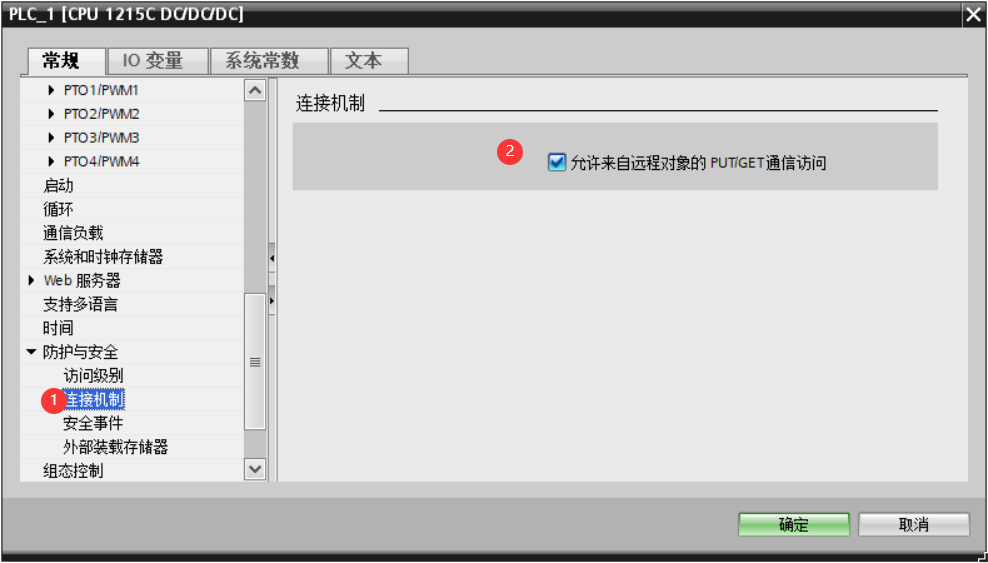 PLC_1 [CPU 1215C DC/DC/DC]
常规 IO 变量 系统常数 文本
PTO1/PWM1
PTO2/PWM2
PTO3/PWM3
PTO4/PWM4
启动
循环
通信负载
系统和时钟存储器
Web 服务器
支持多语言
时间
防护与安全
访问级别
1 连接机制
安全事件
外部装载存储器
组态控制
连接机制
2 允许来自远程对象的 PUT/GET 通信访问
确定 取消